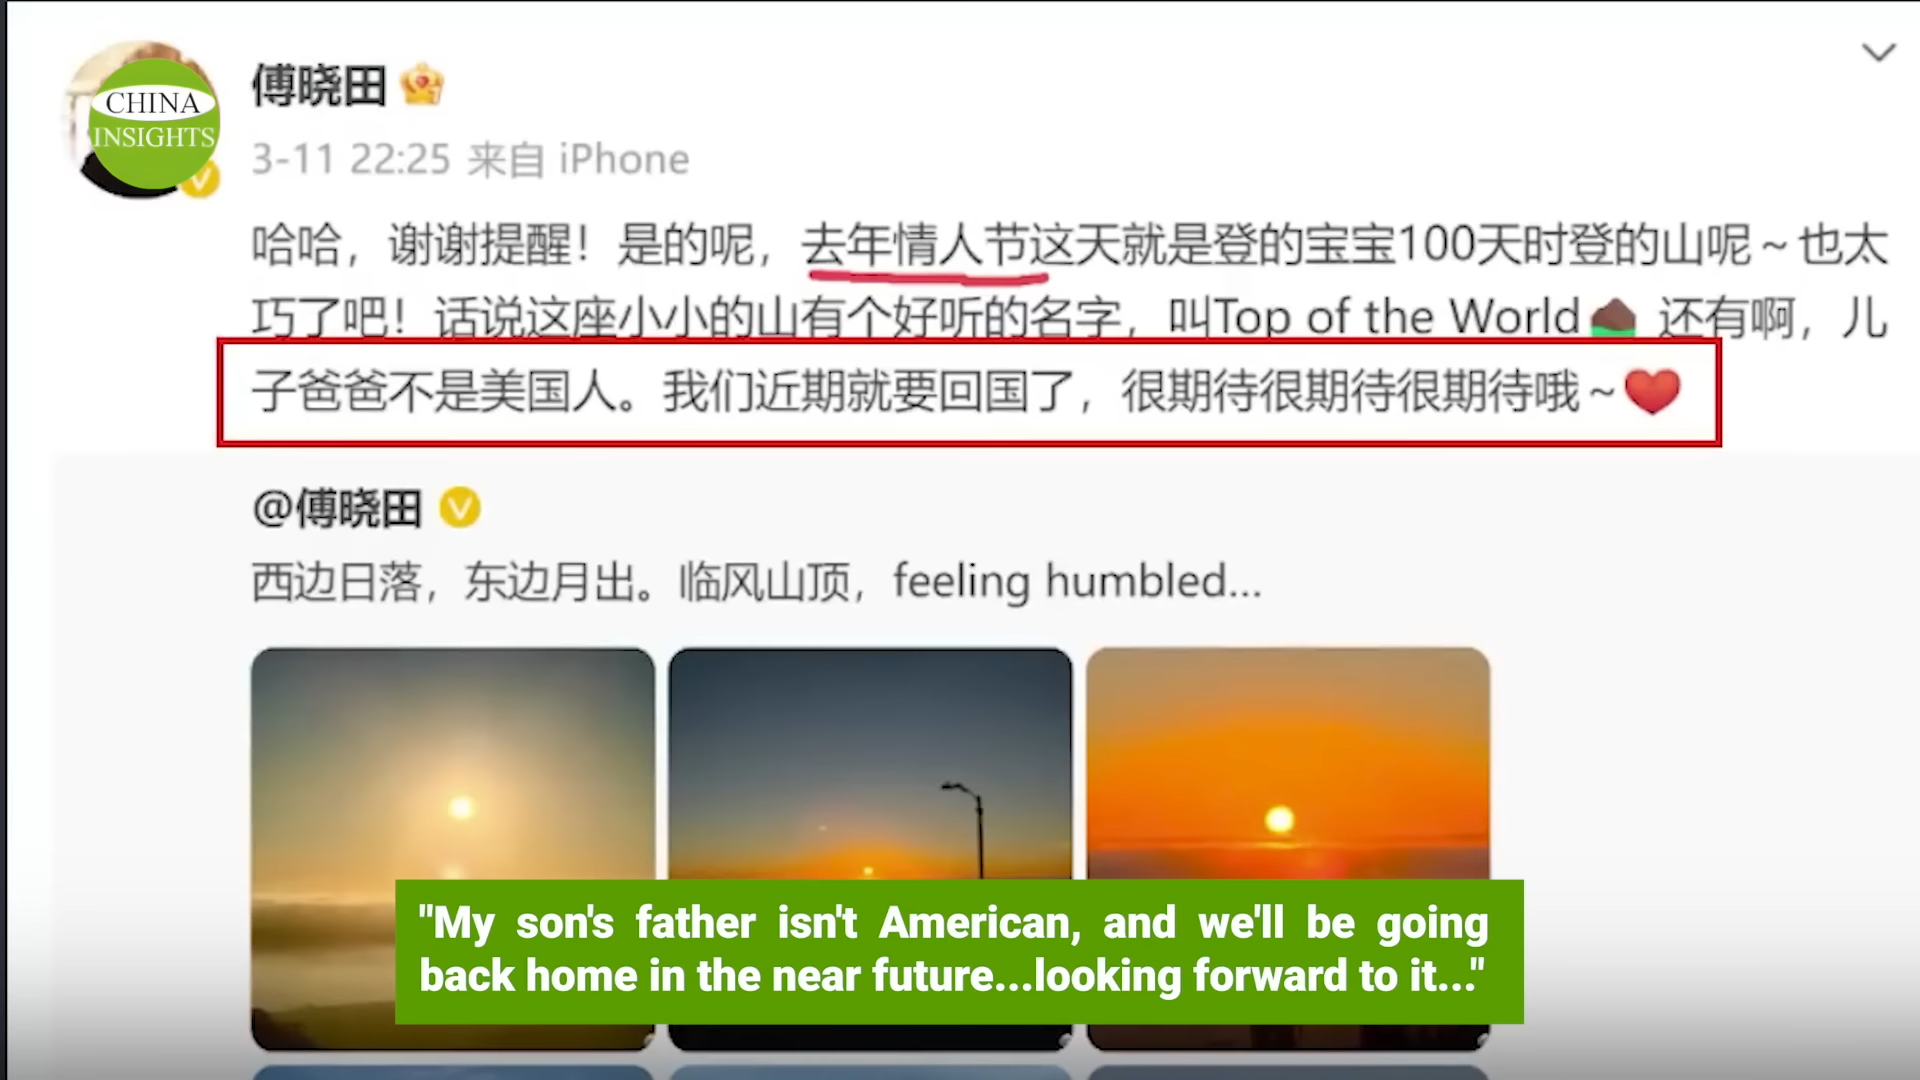 CHINA
INSIGHTS
傅晓田
3-11 22:25 来自 iPhone
哈哈，谢谢提醒！是的呢，去年情人节这天就是登的宝宝100天时登的山呢～也太
巧了吧！话说这座小小的山有个好听的名字，叫Top of the World 还有啊，儿
子爸爸不是美国人。我们近期就要回国了，很期待很期待很期待哦～❤️
@傅晓田
西边日落，东边月出。临风山顶，feeling humbled...
"My son's father isn't American, and we'll be going
back home in the near future...looking forward to it..."